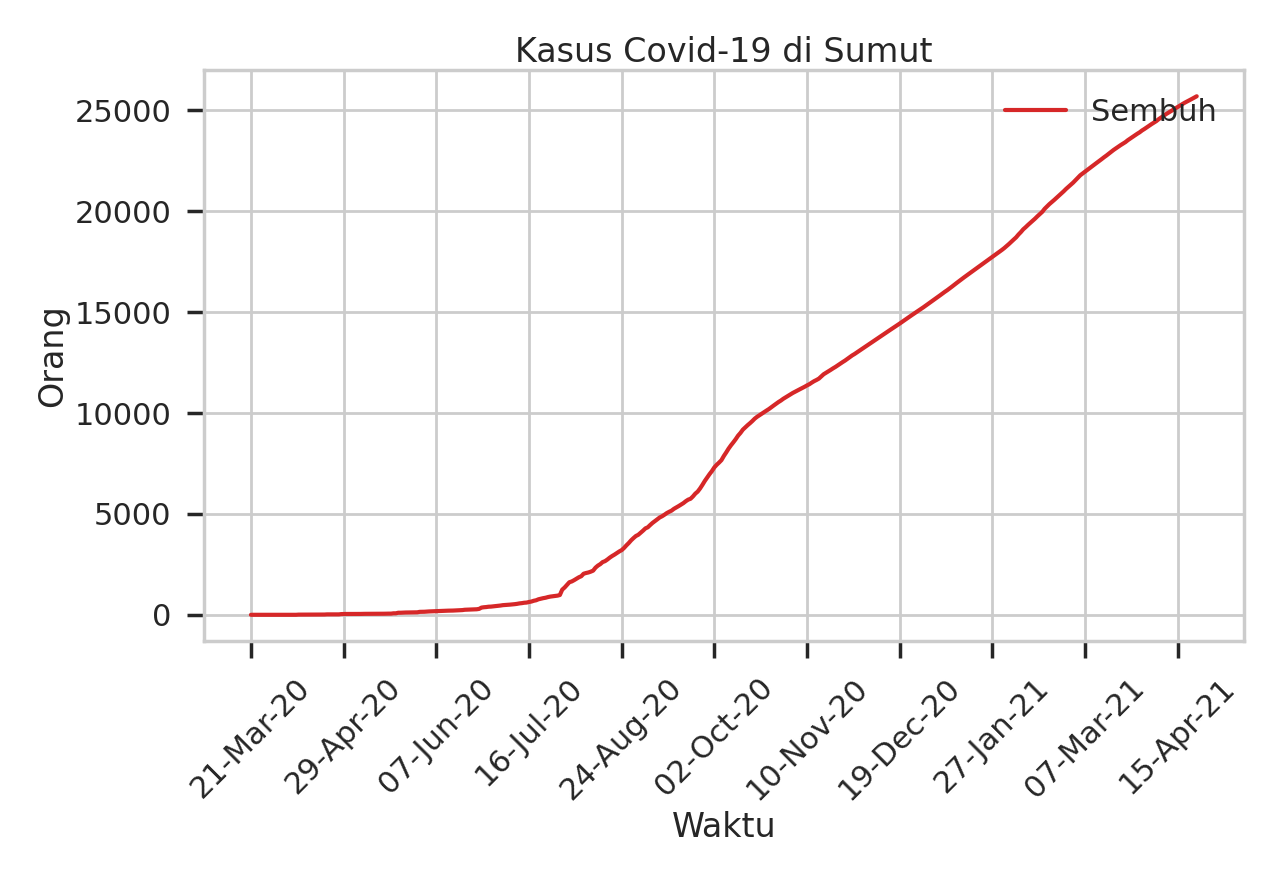 Kasus Covid-19 di Sumut
Sembuh
Orang
25000
20000
15000
10000
5000
0
21-Mar-20
29-Apr-20
07-Jun-20
16-Jul-20
24-Aug-20
02-Oct-20
10-Nov-20
19-Dec-20
27-Jan-21
07-Mar-21
15-Apr-21
Waktu